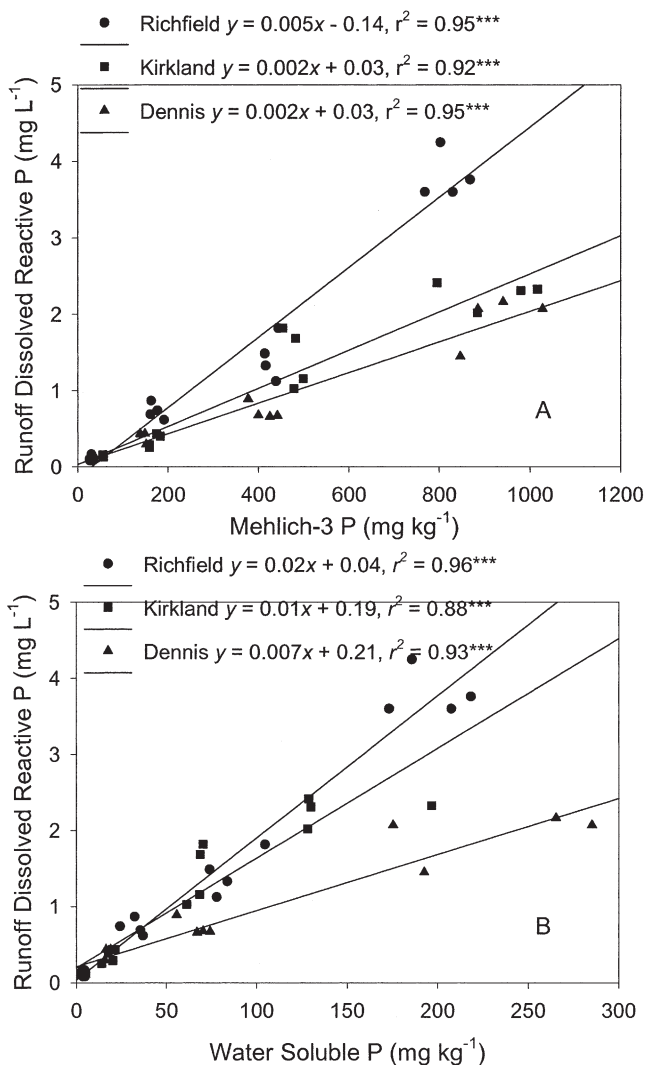 Richfield y = 0.005x - 0.14, r² = 0.95***
Kirkland y = 0.002x + 0.03, r² = 0.92***
Dennis y = 0.002x + 0.03, r² = 0.95***
Runoff Dissolved Reactive P (mg L⁻¹)
5
4
3
2
1
0
A
0 200 400 600 800 1000 1200
Mehlich-3 P (mg kg⁻¹)
Richfield y = 0.02x + 0.04, r² = 0.96***
Kirkland y = 0.01x + 0.19, r² = 0.88***
Dennis y = 0.007x + 0.21, r² = 0.93***
Runoff Dissolved Reactive P (mg L⁻¹)
5
4
3
2
1
0
B
0 50 100 150 200 250 300
Water Soluble P (mg kg⁻¹)